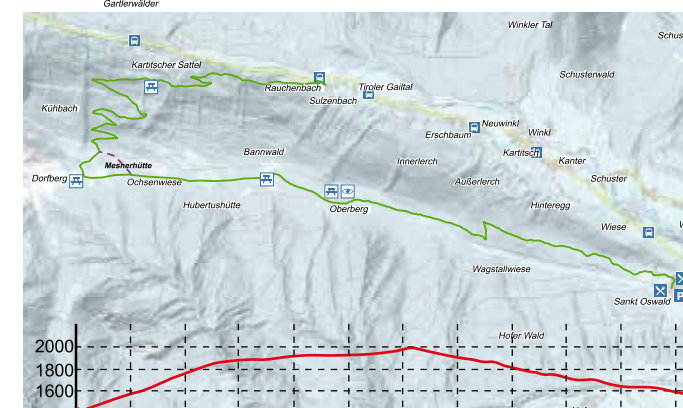 Gartlerwälder
Winkler Tal
Kartitscher Sattel
Schusterwald
Rauchenbach
Tiroler Gailtal
Sulzenbach
Kühbach
Neuwinkl
Erschbaum
Winkl
Bannwald
Kartitsch
Kanter
Mesnerhütte
Innerlerch
Dorfberg
Ochsenwiese
Außerlerch
Schuster
Hubertushütte
Oberberg
Hinteregg
Wiese
Wagstallwiese
Sankt Oswald
P
Hofer Wald
2000
1800
1600